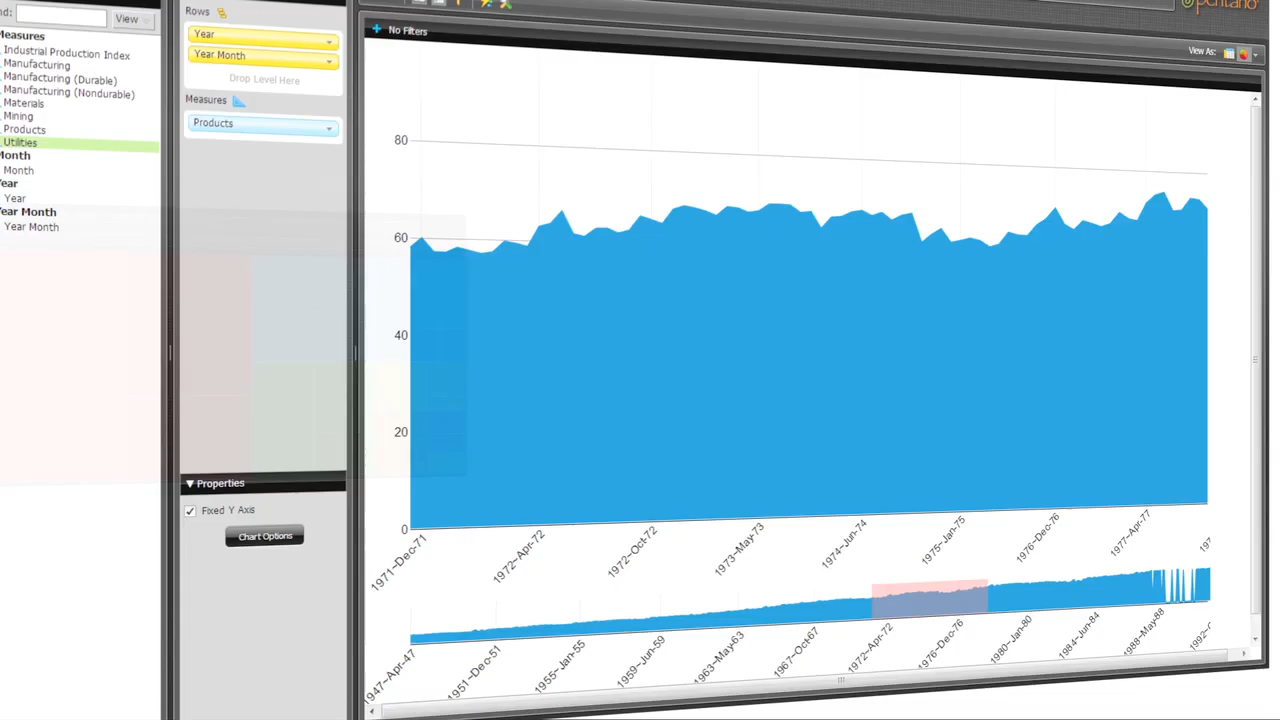 View
Measures
Industrial Production Index
Manufacturing
Manufacturing (Durable)
Manufacturing (Nondurable)
Materials
Mining
Products
Utilities
Month
Month
Year
Year Month
Year Month
Rows
Year
Year Month
Drop Level Here
Measures
Products
Properties
Fixed Y Axis
Chart Options
pentaho
No Filters
View As:
80
60
40
20
0
1971-Dec-71
1972-Apr-72
1972-Oct-72
1973-May-73
1974-Jun-74
1975-Jan-75
1976-Dec-76
1977-Apr-77
1947-Apr-47
1951-Dec-51
1955-Jan-55
1959-Jun-59
1963-May-63
1967-Oct-67
1972-Apr-72
1976-Dec-76
1980-Jan-80
1984-Jun-84
1988-May-88